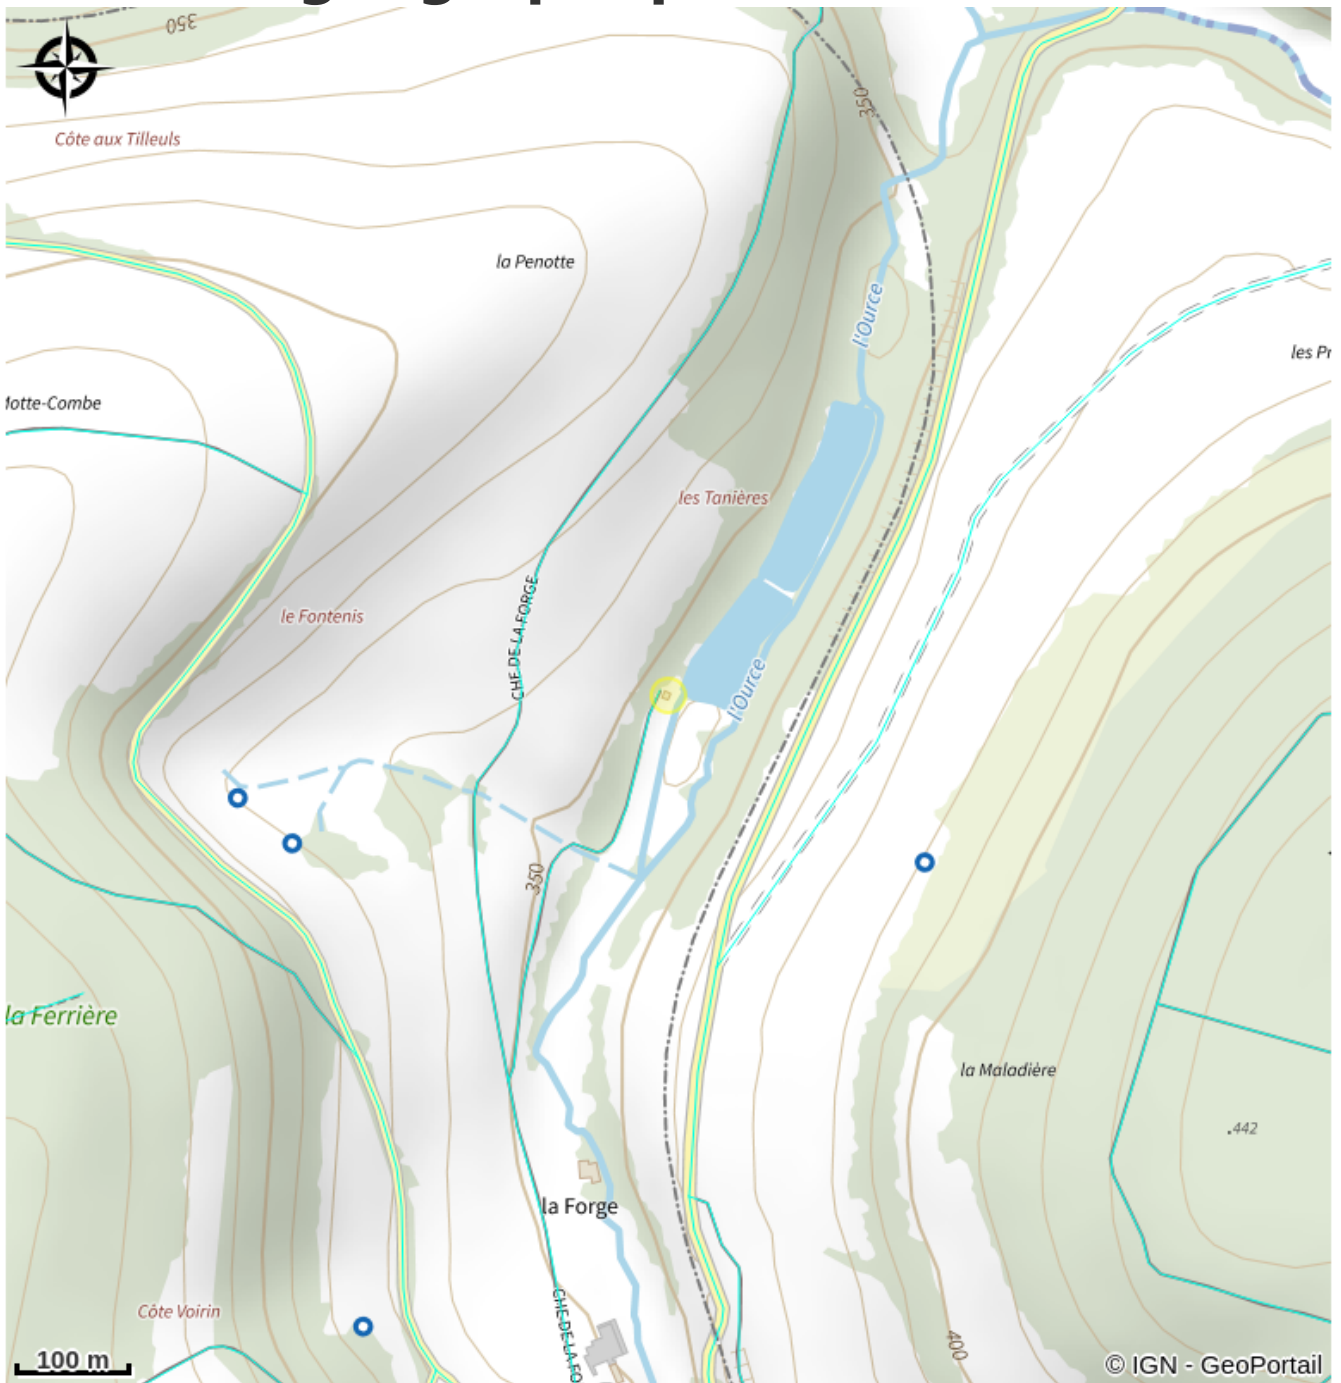 350
350
Côte aux Tilleuls
la Penotte
l'Ource
les Pr
Motte-Combe
les Tanières
CHE DE LA FORGE
le Fontenis
l'Ource
350
la Ferrière
la Maladière
.442
la Forge
CHE DE LA FO
Côte Voirin
400
100 m
© IGN - GeoPortail